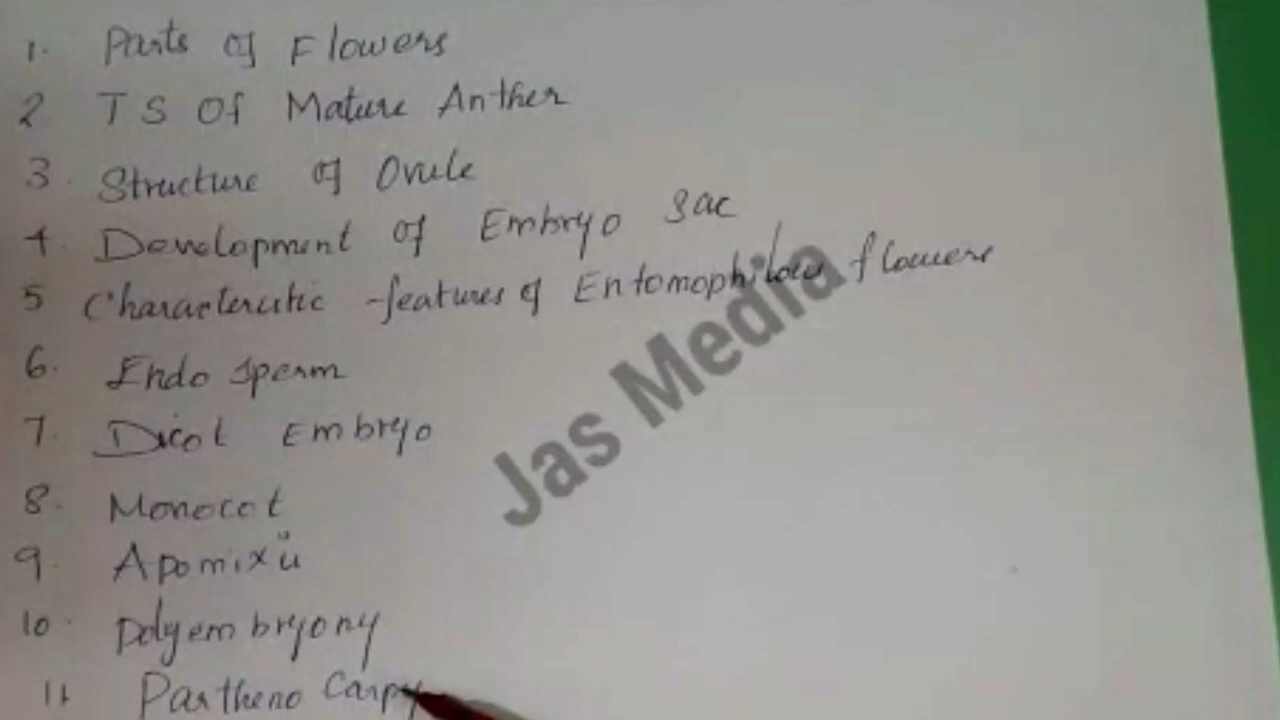 1. Parts of Flowers
2 TS Of Mature Anther
3. Structure of Ovule
4. Development of Embryo Sac
5 Characteristic features of Entomophilous flowers
6. Endo sperm
7. Dicot Embryo
8. Monocot
9. Apomixis
10. Polyembryony
11 Partheno Carpy
Jas Media